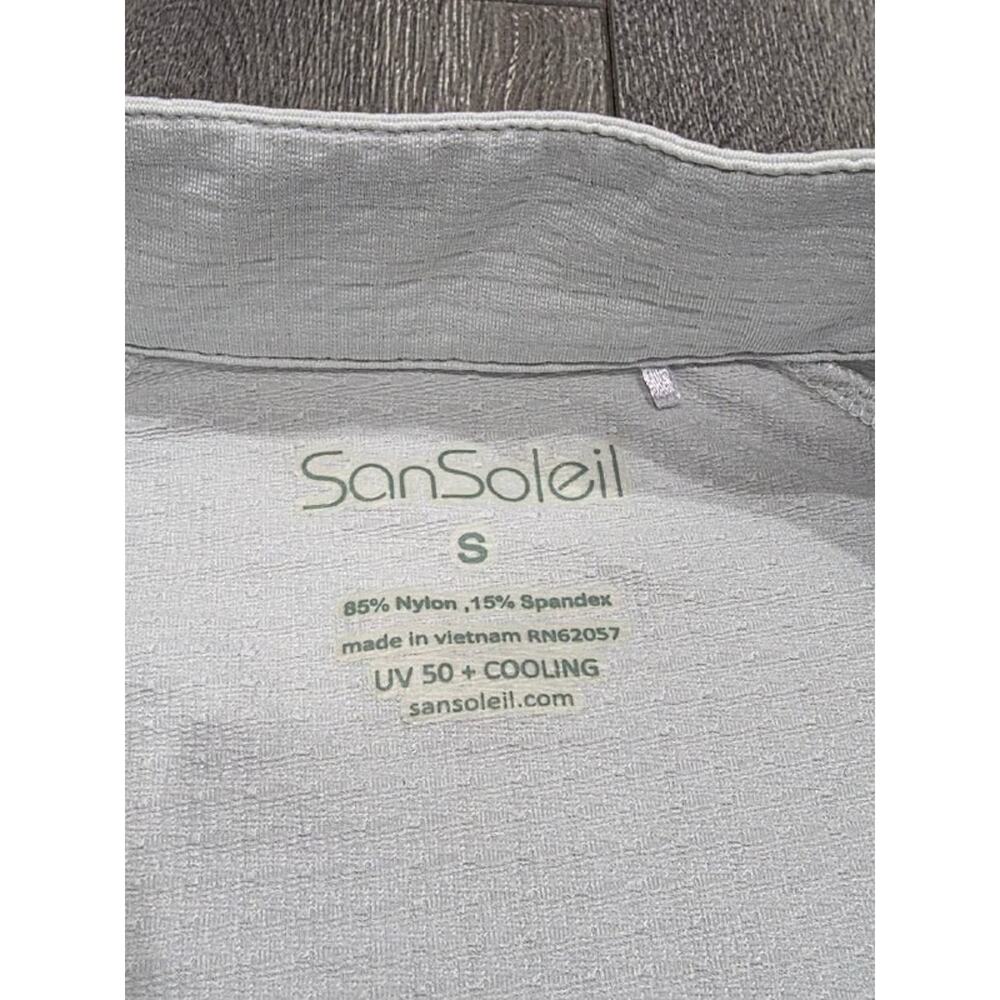 SanSoleil
S
85% Nylon ,15% Spandex
made in vietnam RN62057
UV 50 + COOLING
sansoleil.com